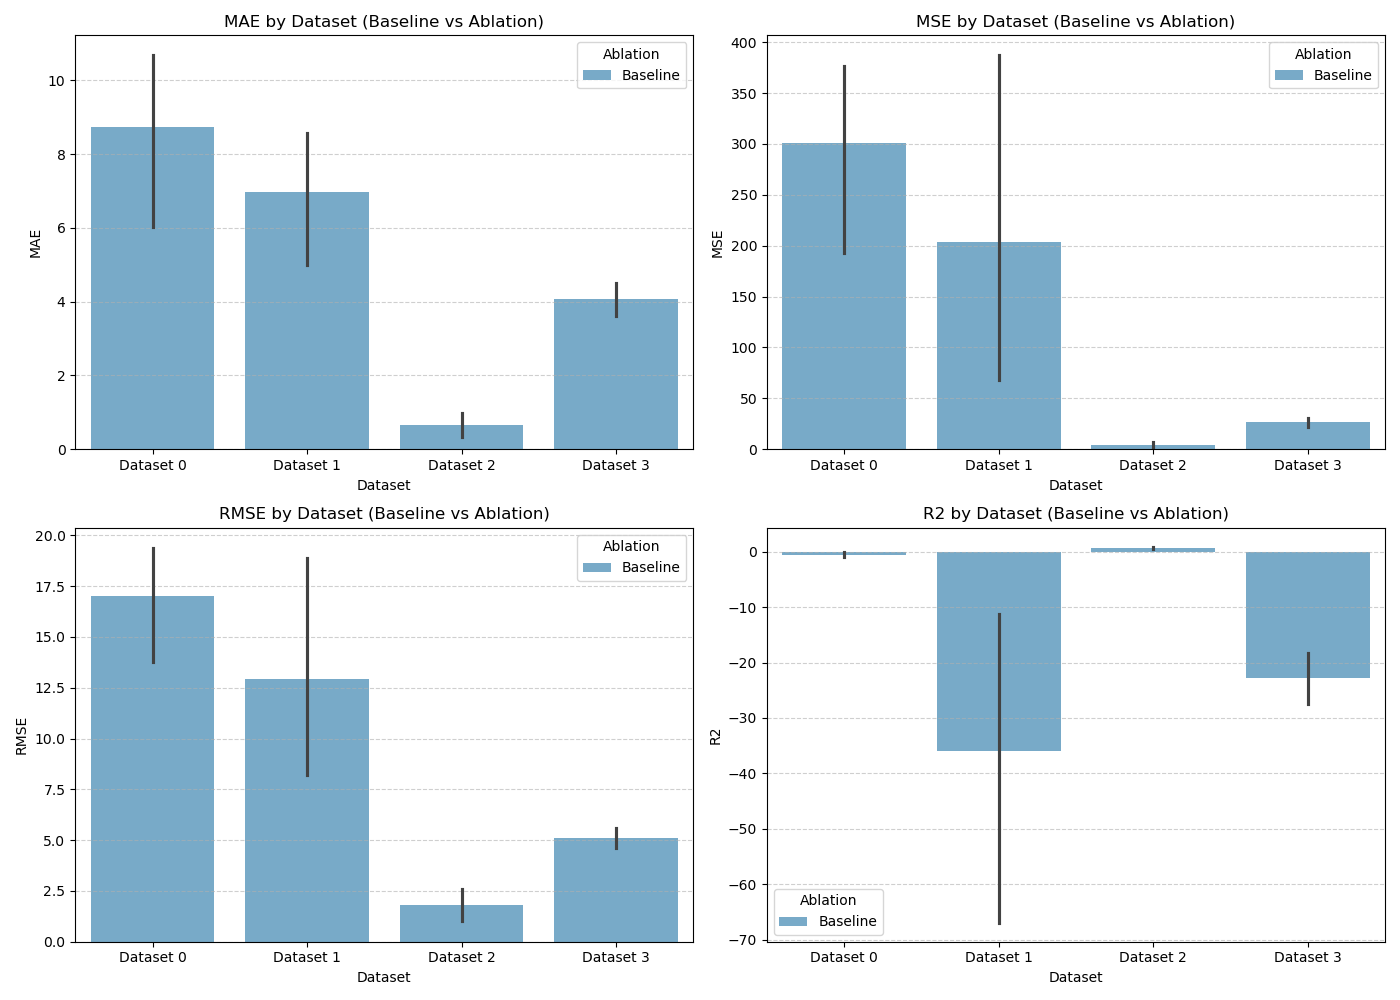 MAE by Dataset (Baseline vs Ablation)
Ablation
Baseline
MAE
10
8
6
4
2
0
Dataset 0 Dataset 1 Dataset 2 Dataset 3
Dataset
MSE by Dataset (Baseline vs Ablation)
Ablation
Baseline
MSE
400
350
300
250
200
150
100
50
0
Dataset 0 Dataset 1 Dataset 2 Dataset 3
Dataset
RMSE by Dataset (Baseline vs Ablation)
Ablation
Baseline
RMSE
20.0
17.5
15.0
12.5
10.0
7.5
5.0
2.5
0.0
Dataset 0 Dataset 1 Dataset 2 Dataset 3
Dataset
R2 by Dataset (Baseline vs Ablation)
R2
0
−10
−20
−30
−40
−50
−60
−70
Ablation
Baseline
Dataset 0 Dataset 1 Dataset 2 Dataset 3
Dataset